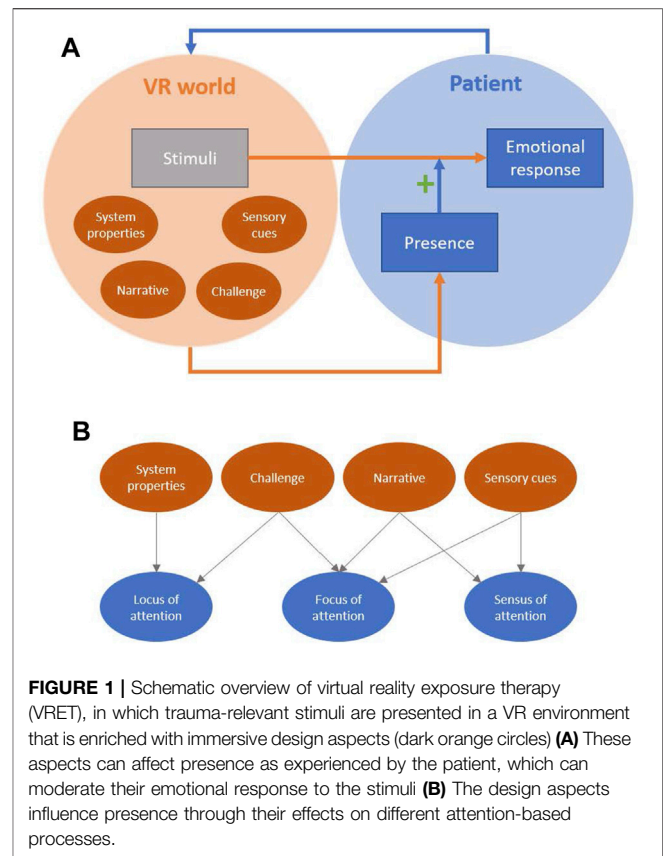 A
VR world
Patient
Stimuli
Emotional
response
+
System
properties
Sensory
cues
Presence
Narrative
Challenge
B
System
properties
Challenge
Narrative
Sensory cues
Locus of
attention
Focus of
attention
Sensus of
attention
FIGURE 1 | Schematic overview of virtual reality exposure therapy
(VRET), in which trauma-relevant stimuli are presented in a VR environment
that is enriched with immersive design aspects (dark orange circles) (A) These
aspects can affect presence as experienced by the patient, which can
moderate their emotional response to the stimuli (B) The design aspects
influence presence through their effects on different attention-based
processes.